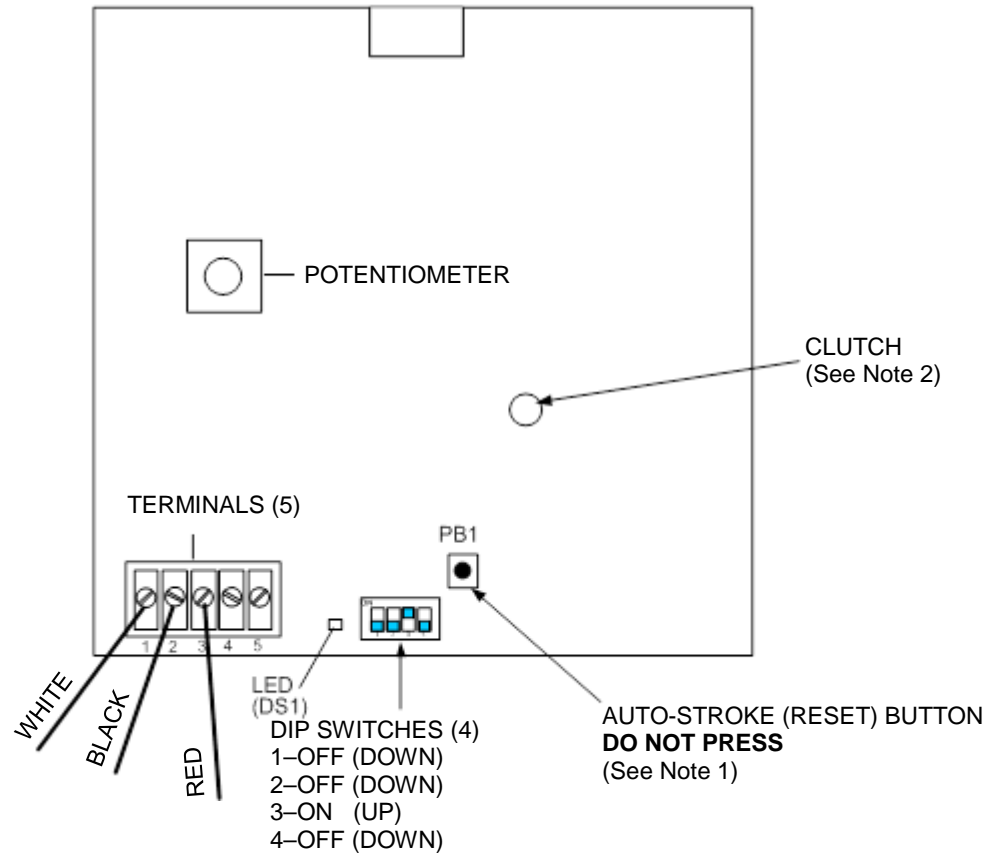 POTENTIOMETER
CLUTCH
(See Note 2)
TERMINALS (5)
PB1
1 2 3 4 5
LED
(DS1)
WHITE
BLACK
RED
DIP SWITCHES (4)
1–OFF (DOWN)
2–OFF (DOWN)
3–ON (UP)
4–OFF (DOWN)
AUTO-STROKE (RESET) BUTTON
DO NOT PRESS
(See Note 1)